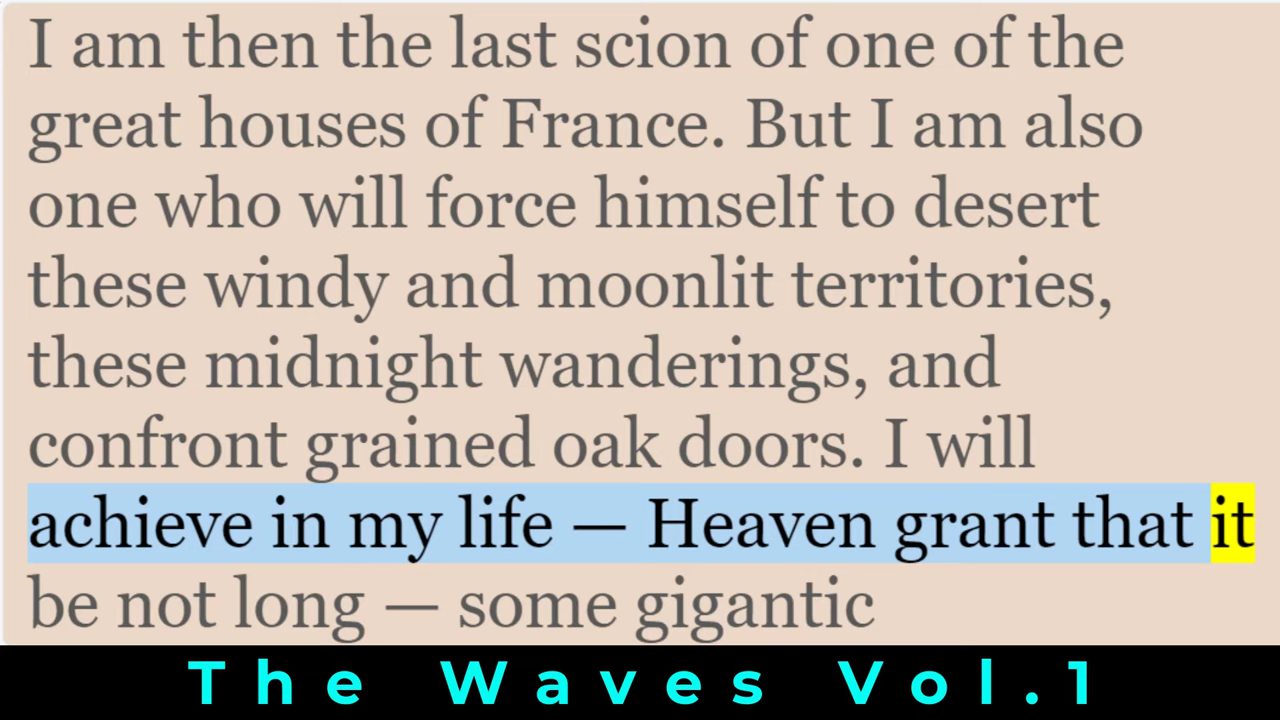 I am then the last scion of one of the
great houses of France. But I am also
one who will force himself to desert
these windy and moonlit territories,
these midnight wanderings, and
confront grained oak doors. I will
achieve in my life — Heaven grant that it
be not long — some gigantic
The Waves Vol.1